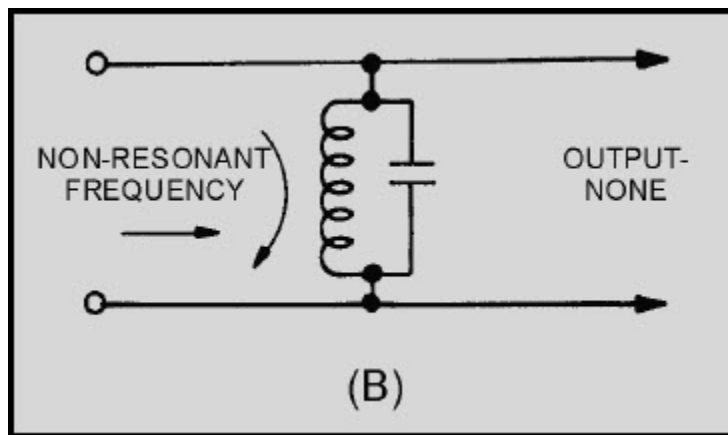 NON-RESONANT
FREQUENCY
OUTPUT-
NONE
(B)